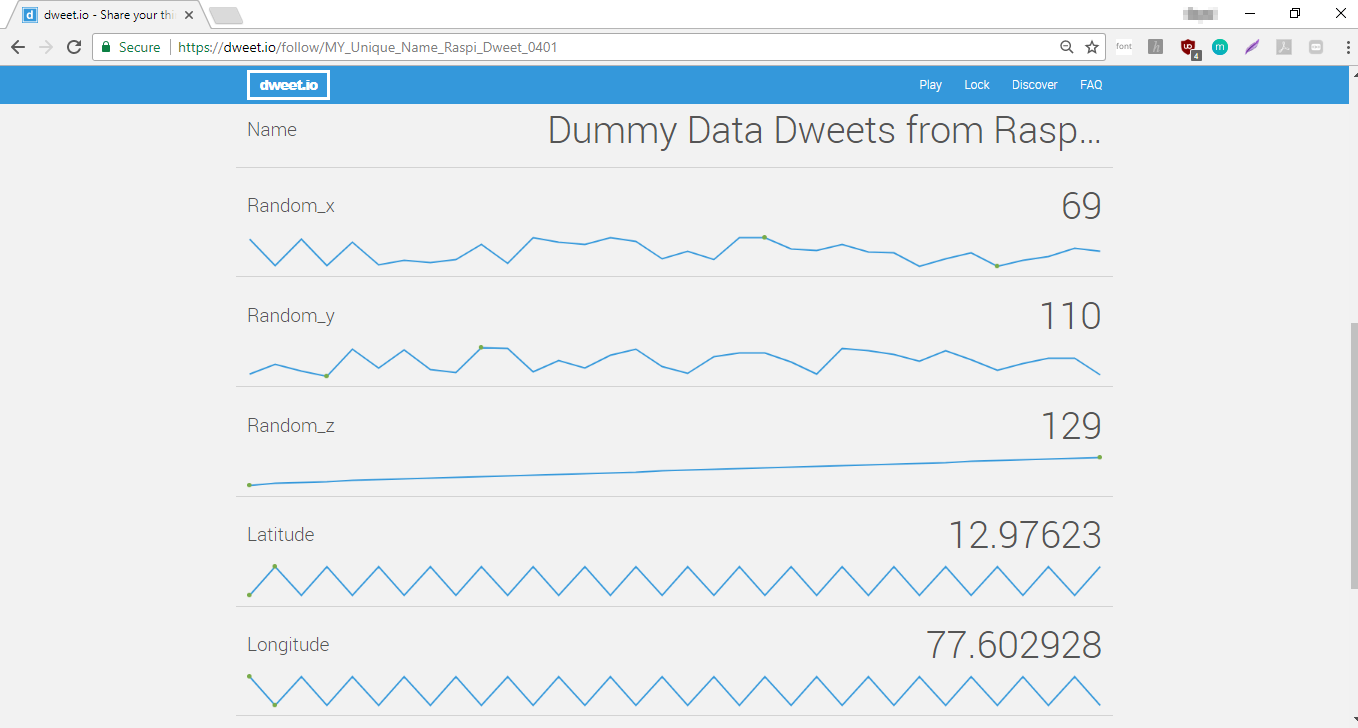 dweet.io - Share your thi
Secure https://dweet.io/follow/MY_Unique_Name_Raspi_Dweet_0401
font
h
UD
4
m
dweet.io
Play Lock Discover FAQ
Name Dummy Data Dweets from Rasp...
Random_x 69
Random_y 110
Random_z 129
Latitude 12.97623
Longitude 77.602928